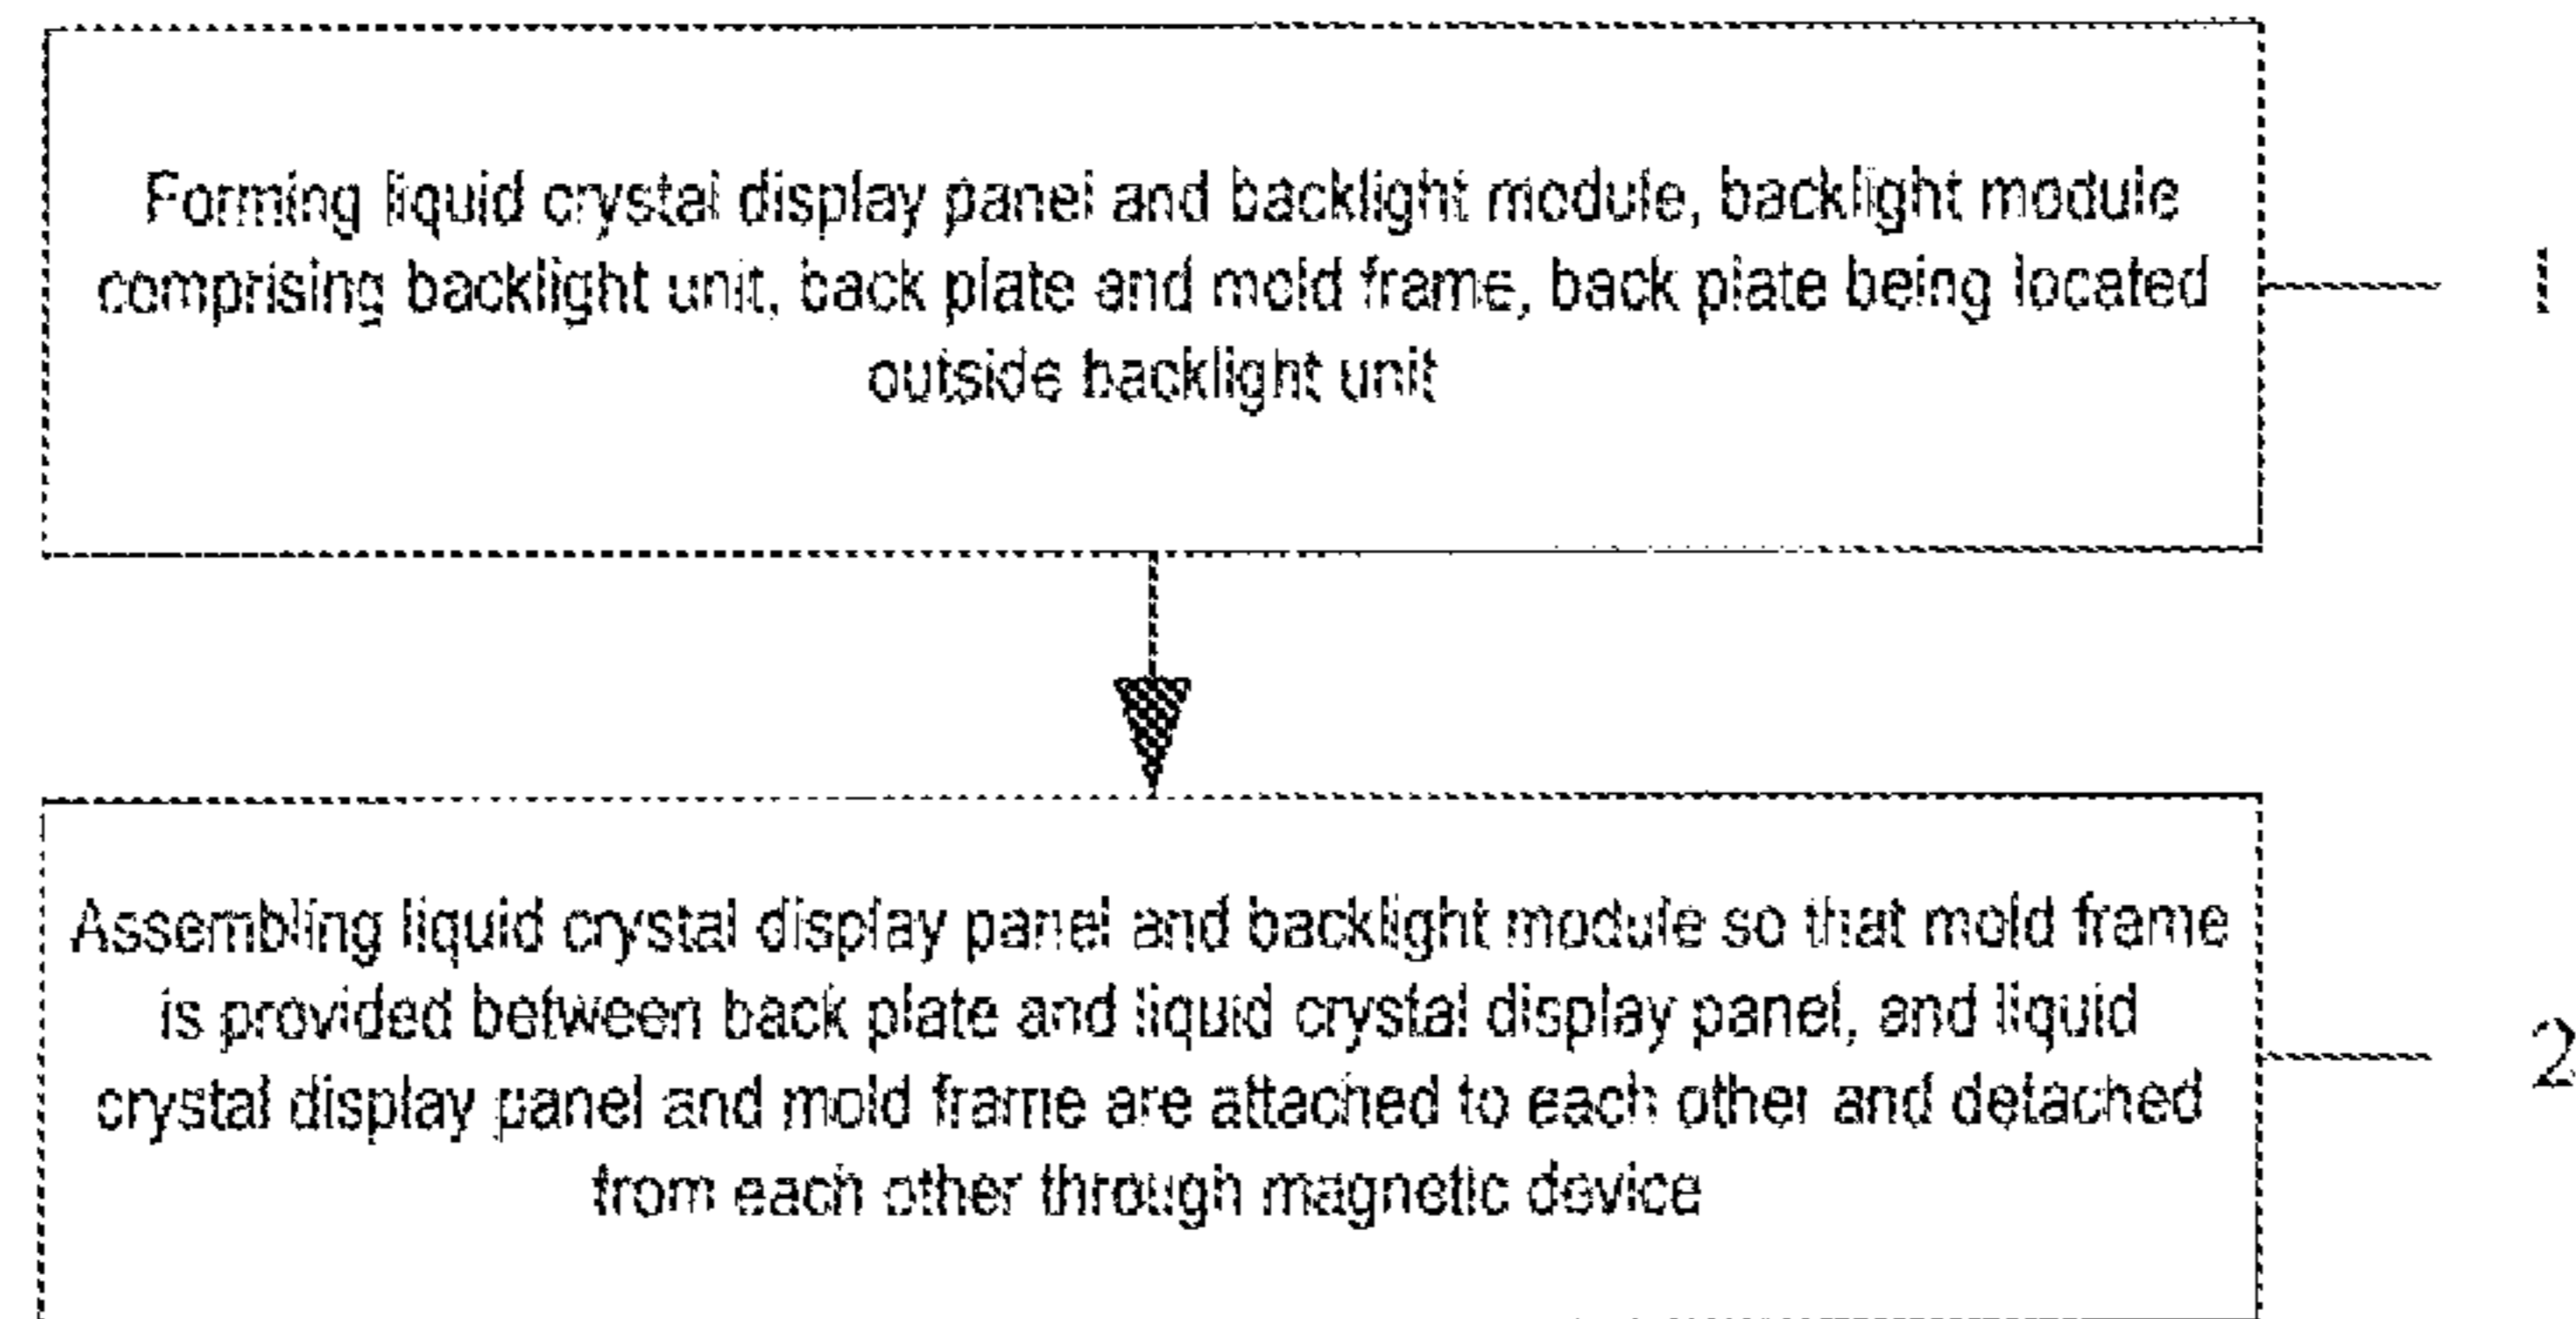 Forming liquid crystal display panel and backlight module, backlight module
comprising backlight unit, back plate and mold frame, back plate being located
outside backlight unit
1
Assembling liquid crystal display panel and backlight module so that mold frame
is provided between back plate and liquid crystal display panel, and liquid
crystal display panel and mold frame are attached to each other and detached
from each other through magnetic device
2